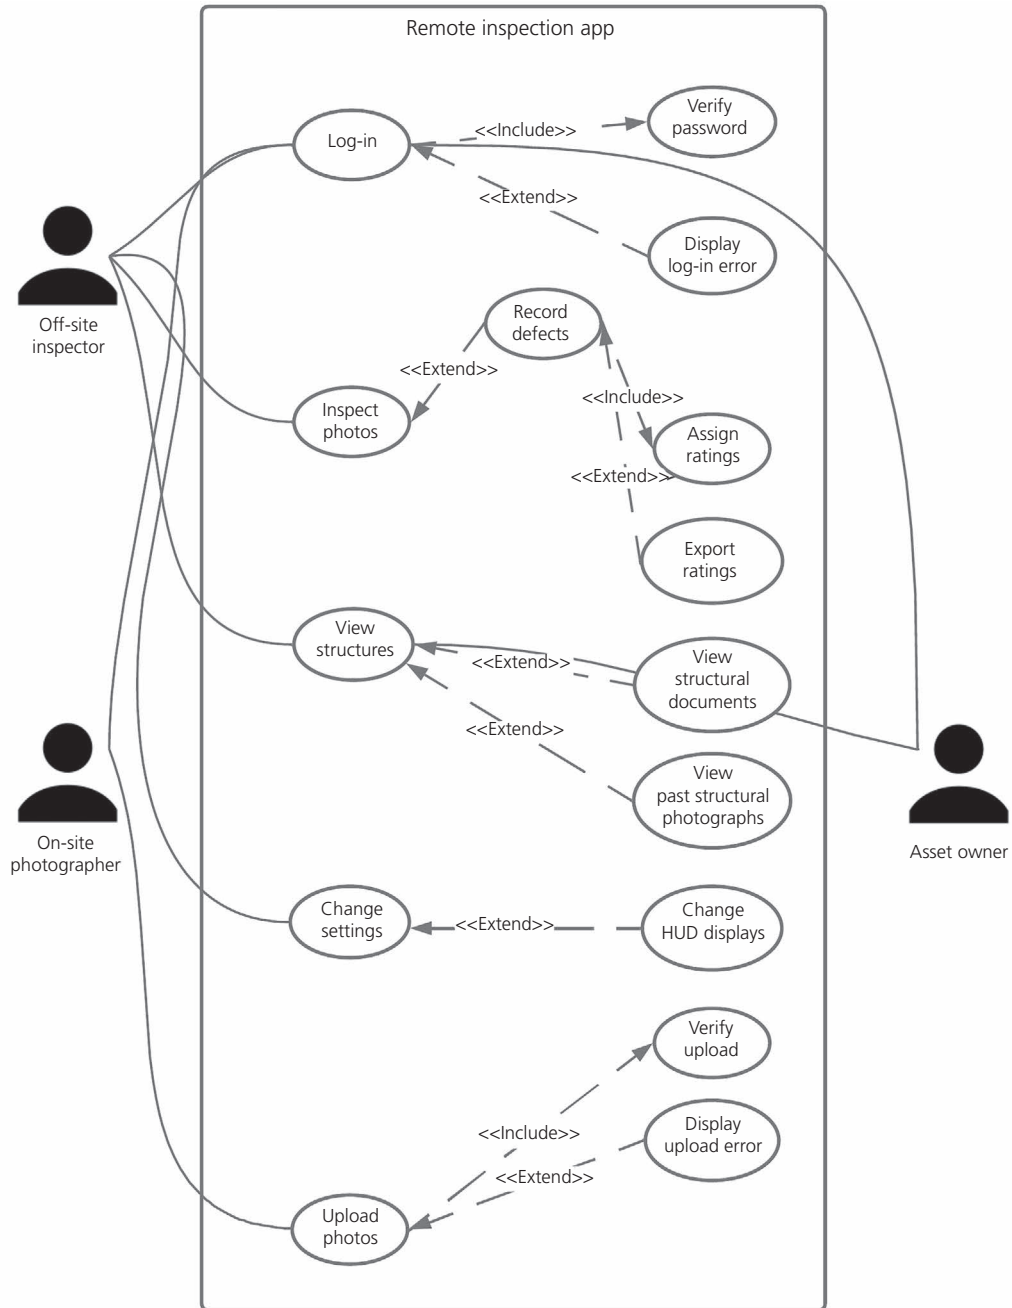 Remote inspection app
Log-in
<<Include>>
Verify
password
<<Extend>>
Display
log-in error
Off-site
inspector
Record
defects
<<Extend>>
<<Include>>
Inspect
photos
Assign
ratings
<<Extend>>
Export
ratings
View
structures
<<Extend>>
View
structural
documents
<<Extend>>
View
past structural
photographs
On-site
photographer
Asset owner
Change
settings
<<Extend>>
Change
HUD displays
Verify
upload
<<Include>>
Display
upload error
<<Extend>>
Upload
photos